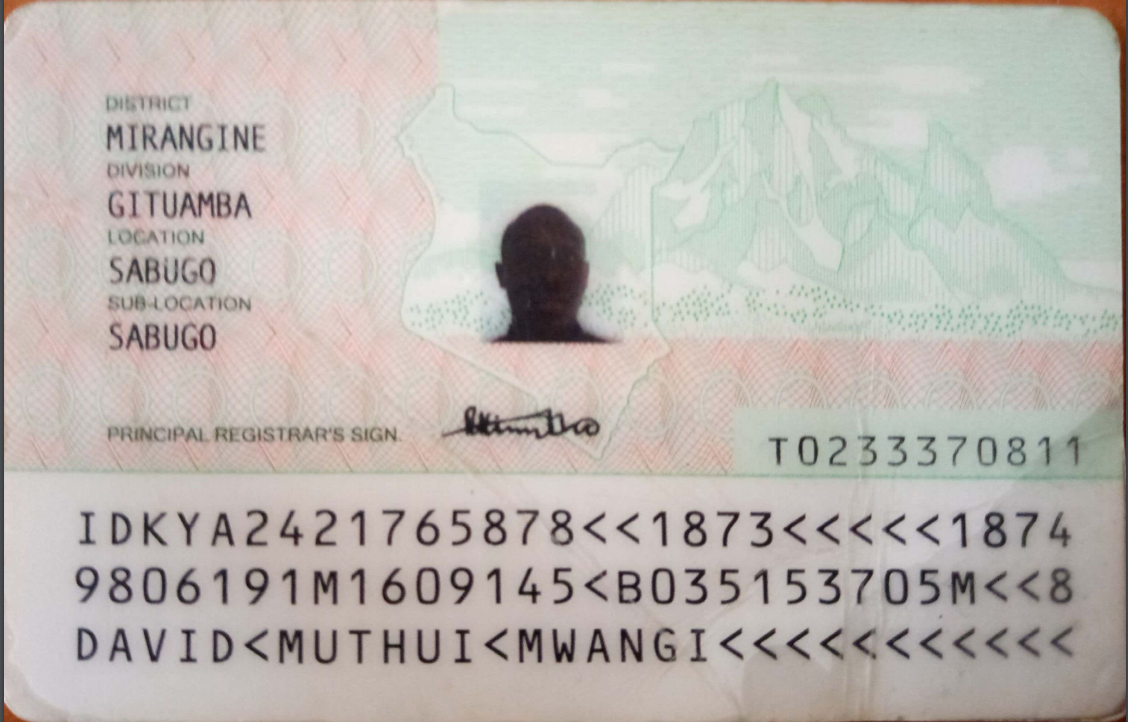 DISTRICT
MIRANGINE
DIVISION
GITUAMBA
LOCATION
SABUGO
SUB-LOCATION
SABUGO
PRINCIPAL REGISTRAR'S SIGN.
T0233370811
IDKYA2421765878<<1873<<<<<1874
9806191M1609145<B035153705M<<8
DAVID<MUTHUI<MWANGI<<<<<<<<<<<